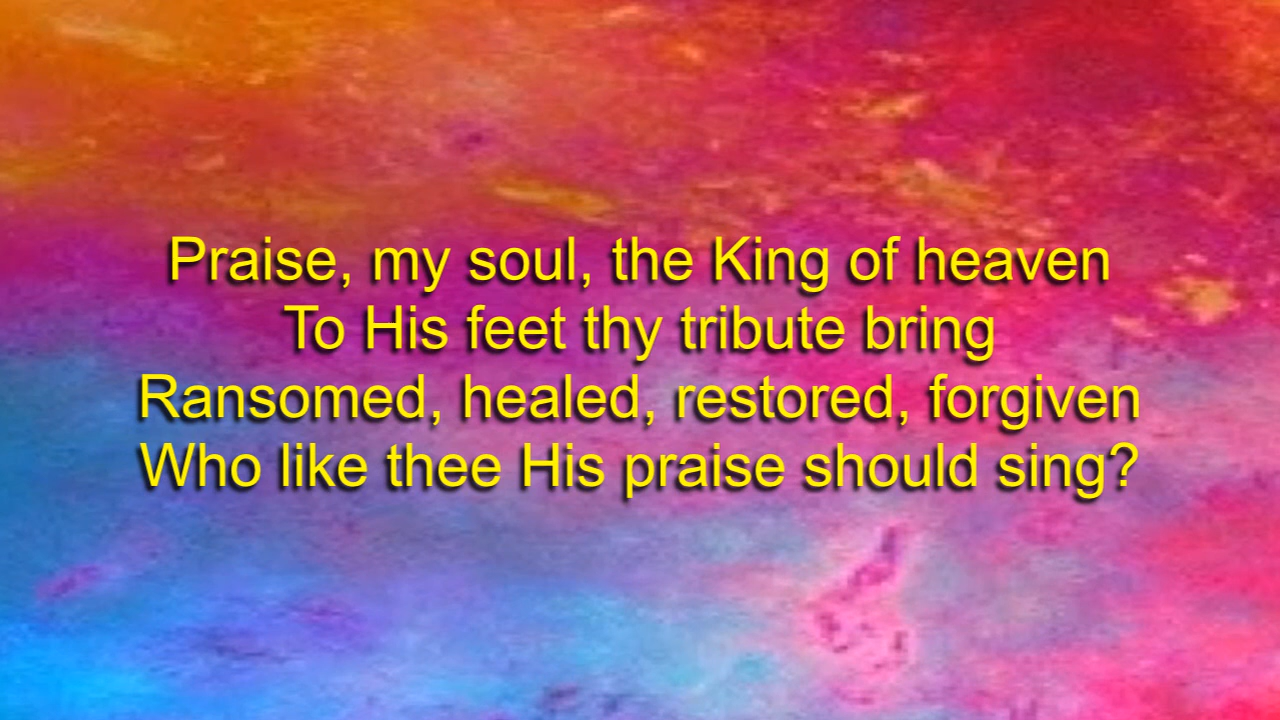 Praise, my soul, the King of heaven
To His feet thy tribute bring
Ransomed, healed, restored, forgiven
Who like thee His praise should sing?